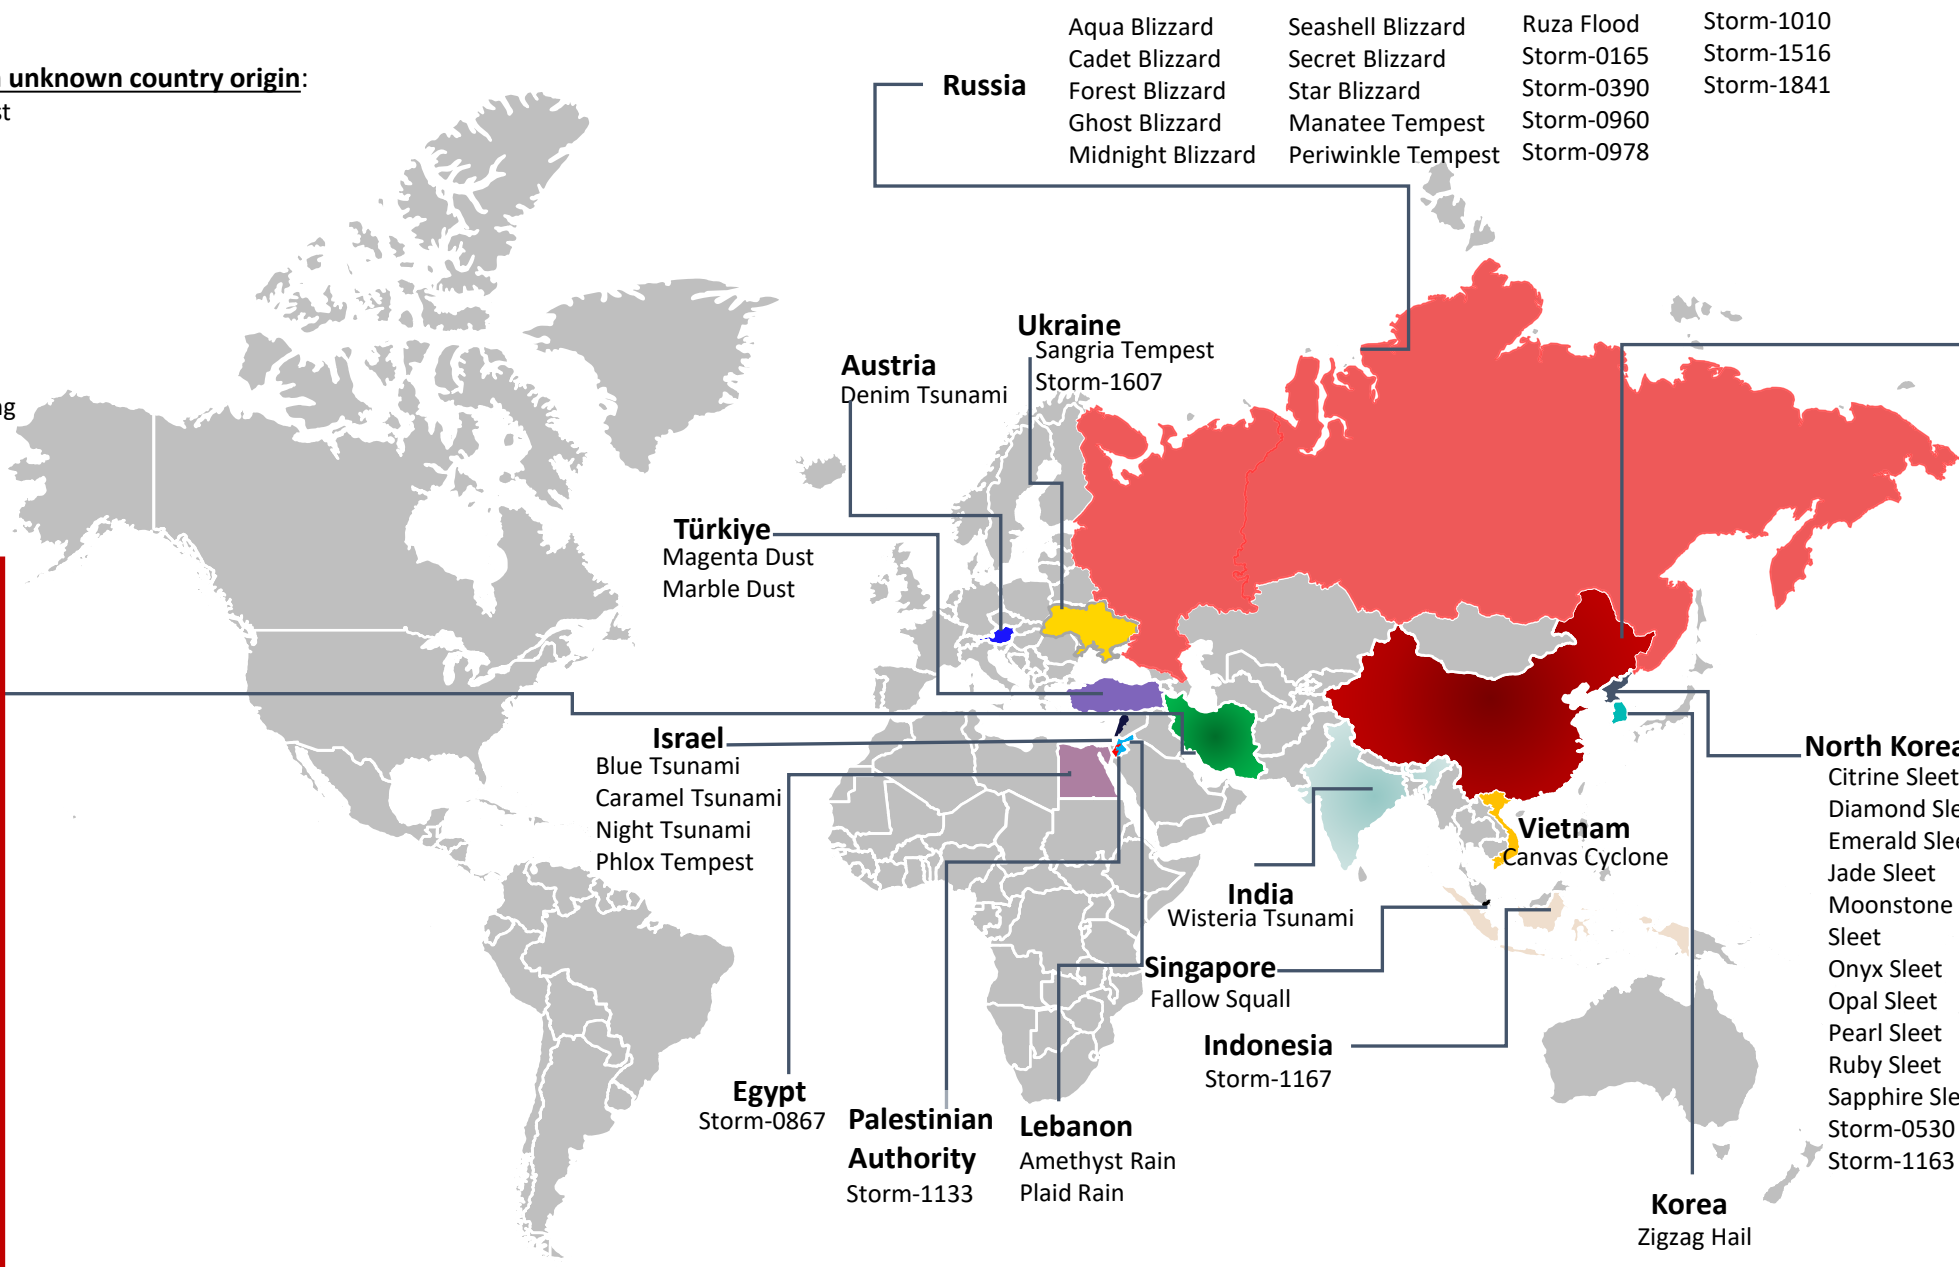 unknown country origin:
Russia
Aqua Blizzard
Cadet Blizzard
Forest Blizzard
Ghost Blizzard
Midnight Blizzard
Seashell Blizzard
Secret Blizzard
Star Blizzard
Manatee Tempest
Periwinkle Tempest
Ruza Flood
Storm-0165
Storm-0390
Storm-0960
Storm-0978
Storm-1010
Storm-1516
Storm-1841
Ukraine
Sangria Tempest
Storm-1607
Austria
Denim Tsunami
Türkiye
Magenta Dust
Marble Dust
Israel
Blue Tsunami
Caramel Tsunami
Night Tsunami
Phlox Tempest
Egypt
Storm-0867
Palestinian
Authority
Storm-1133
Lebanon
Amethyst Rain
Plaid Rain
India
Wisteria Tsunami
Singapore
Fallow Squall
Indonesia
Storm-1167
Vietnam
Canvas Cyclone
North Korea
Citrine Sleet
Diamond
Emerald
Jade Sleet
Moonstone
Sleet
Onyx Sleet
Opal Sleet
Pearl Sleet
Ruby Sleet
Sapphire
Storm-0530
Storm-1163
Korea
Zigzag Hail